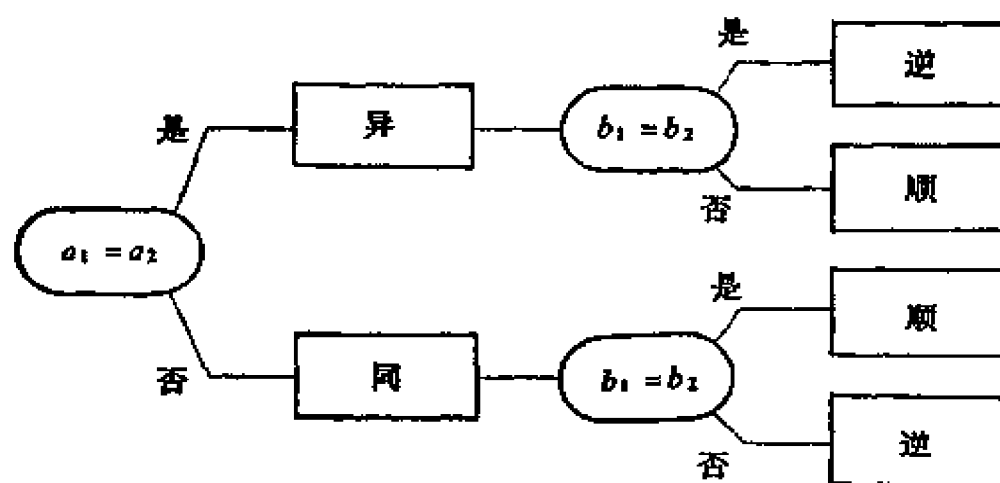 是
逆
是
异
b₁ = b₂
否
顺
a₁ = a₂
是
顺
否
同
b₁ = b₂
否
逆